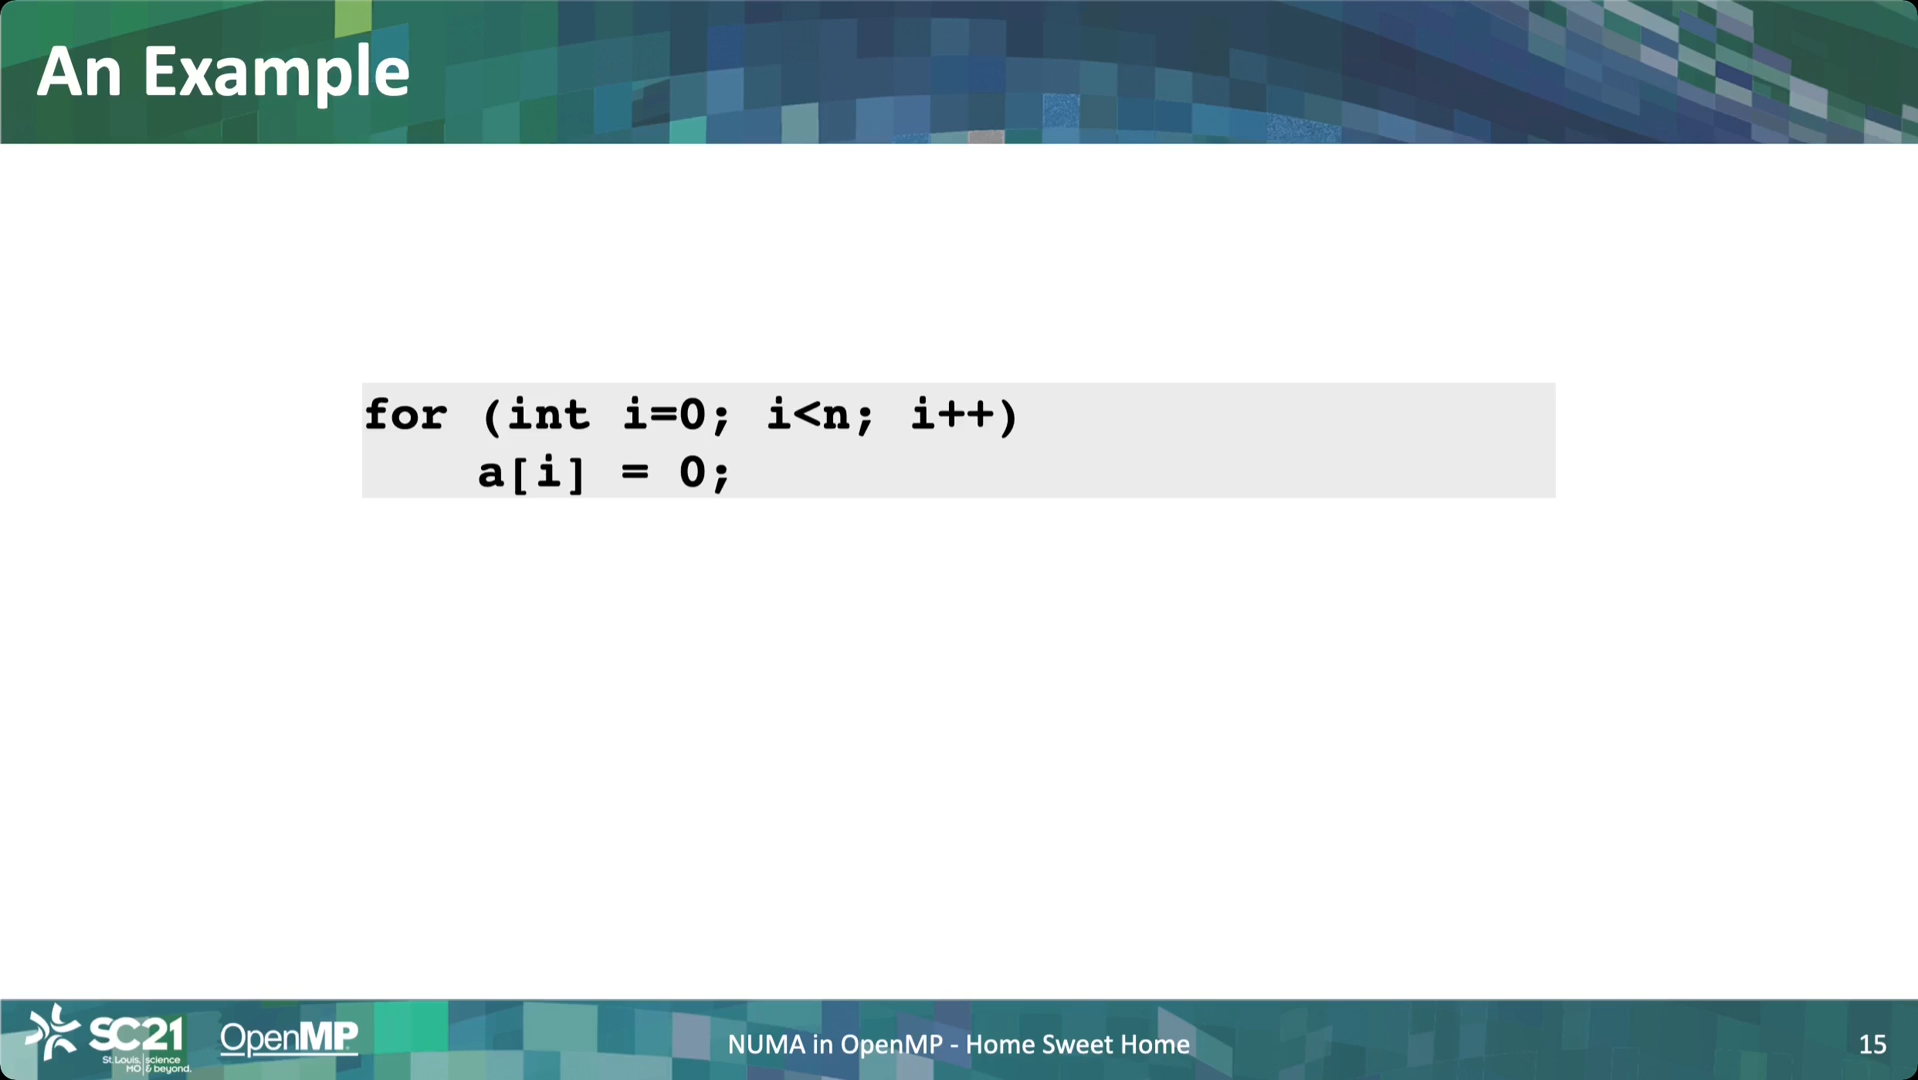 An Example
for (int i=0; i<n; i++)
    a[i] = 0;
SC21
St. Louis, science
MO & beyond.
OpenMP
NUMA in OpenMP - Home Sweet Home
15